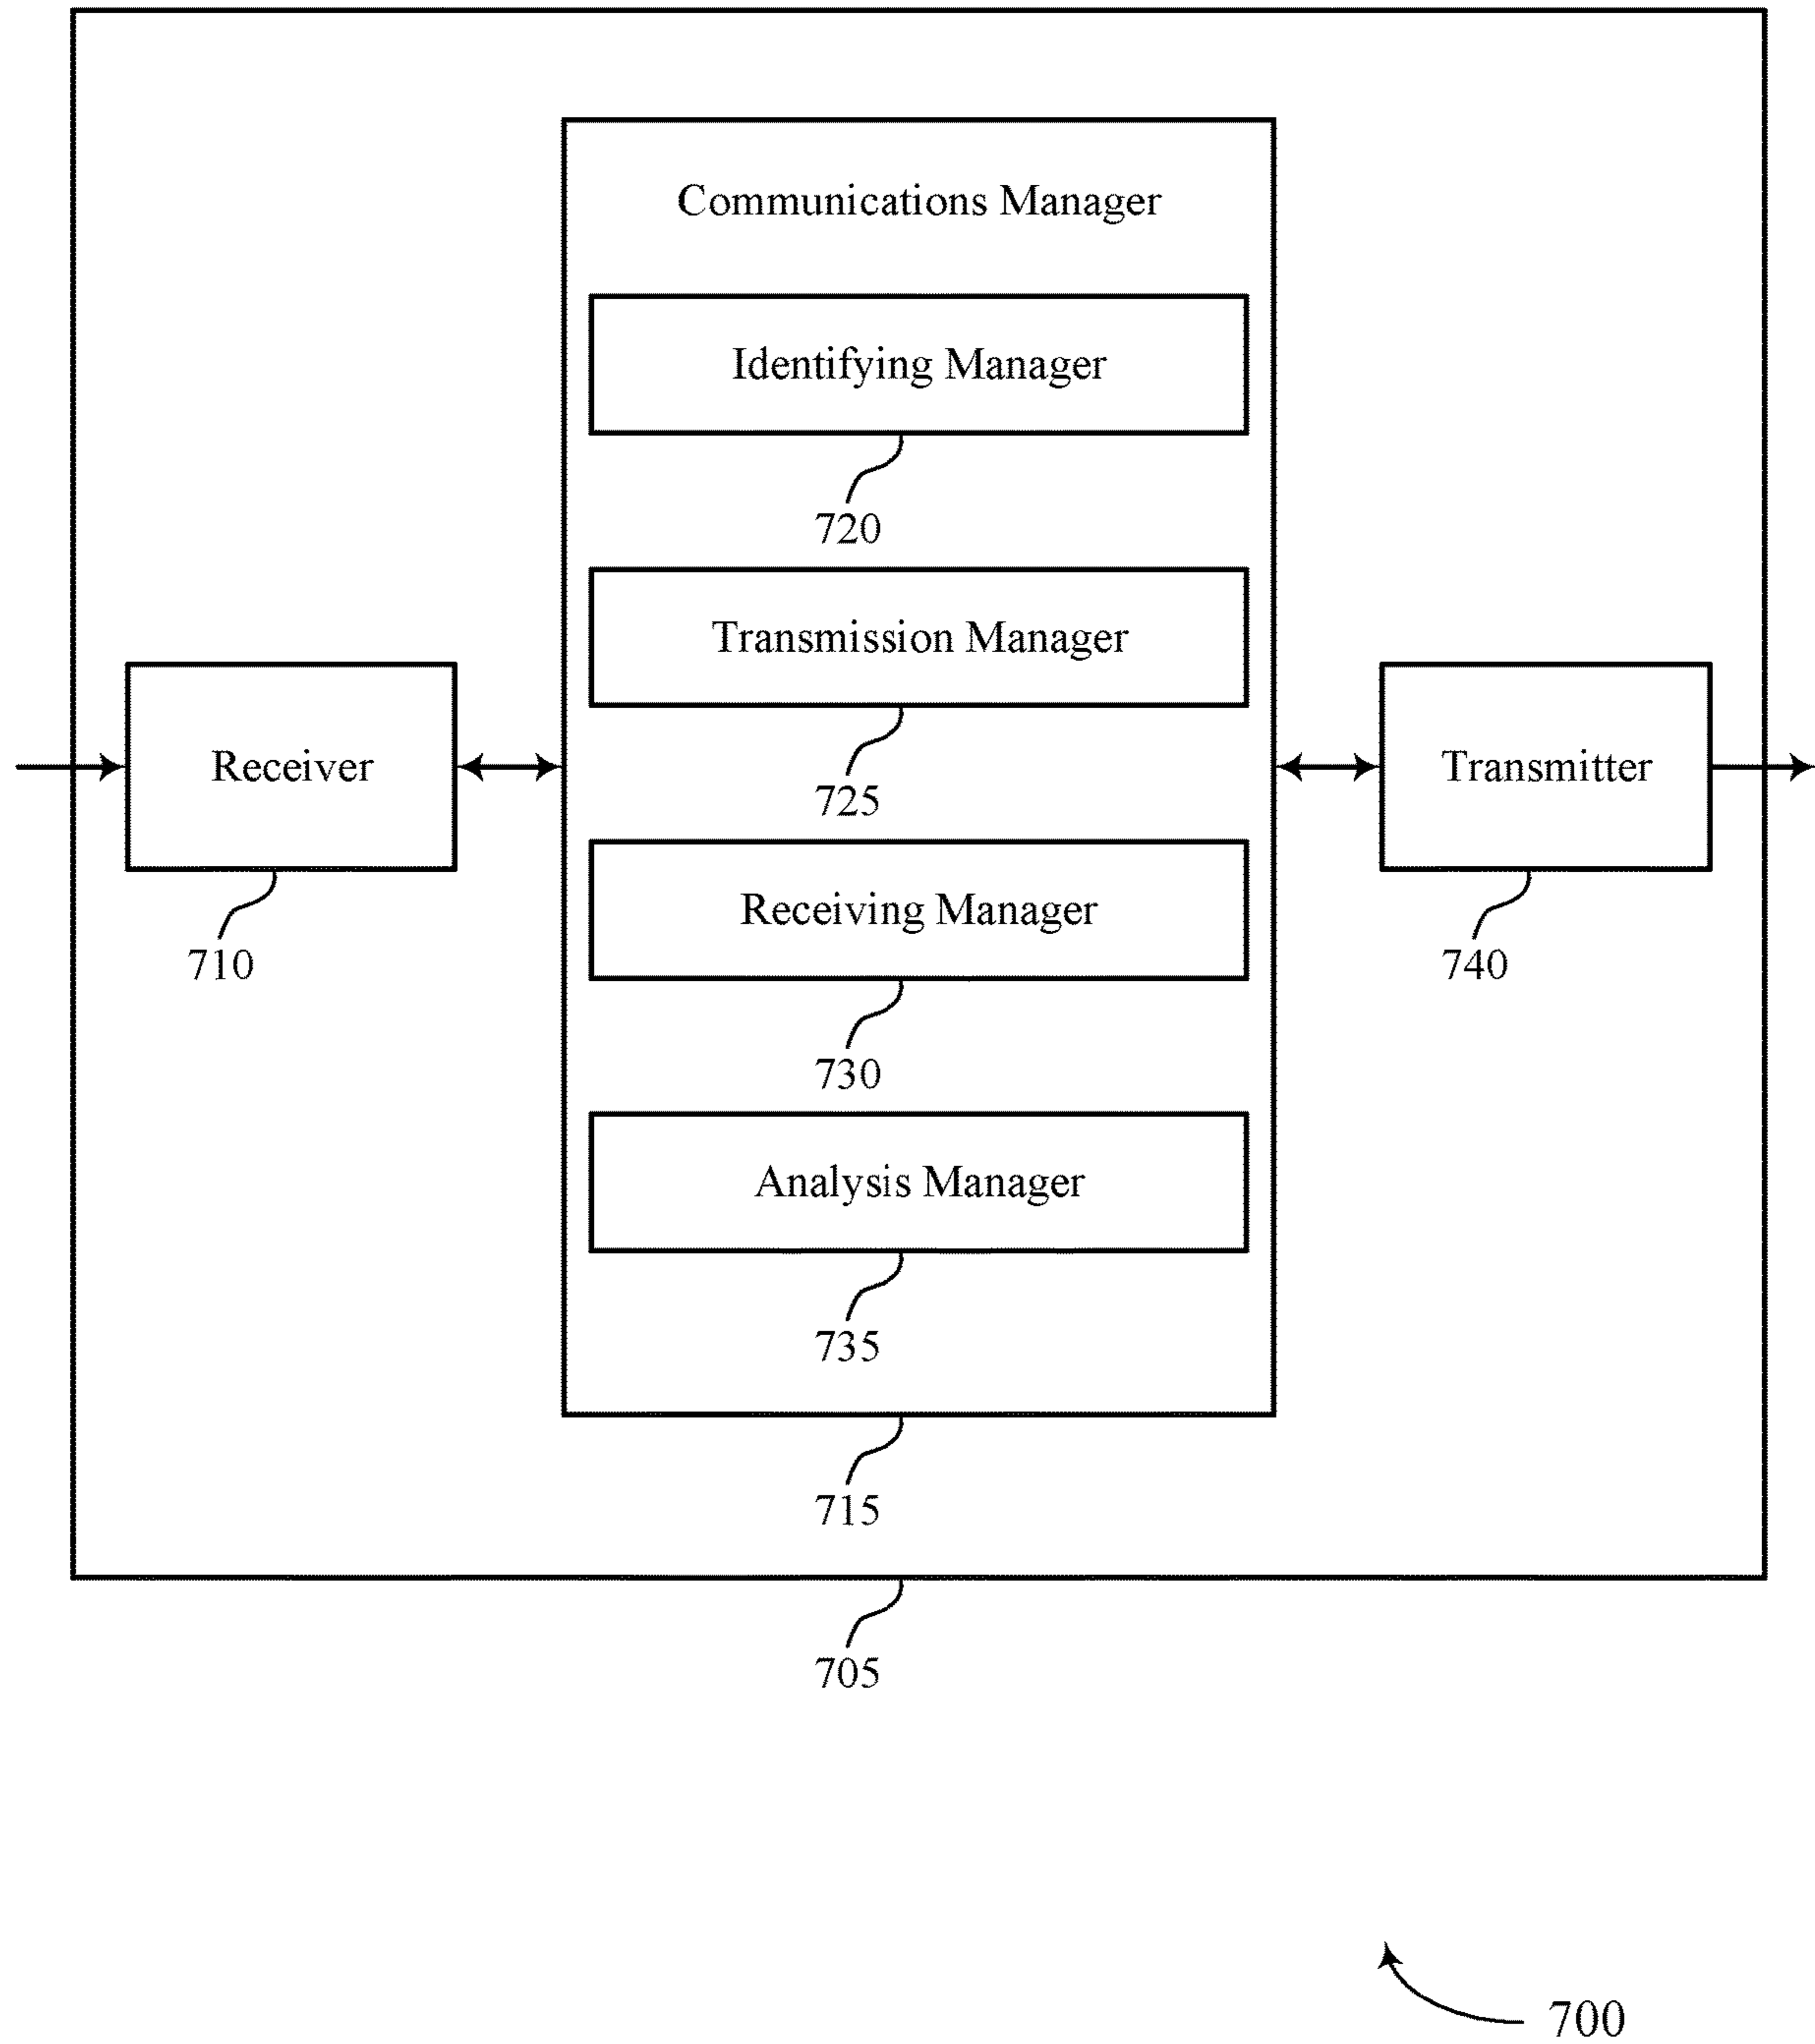 Communications Manager
Identifying Manager
720
Transmission Manager
725
Receiver
710
Transmitter
740
Receiving Manager
730
Analysis Manager
735
715
705
700